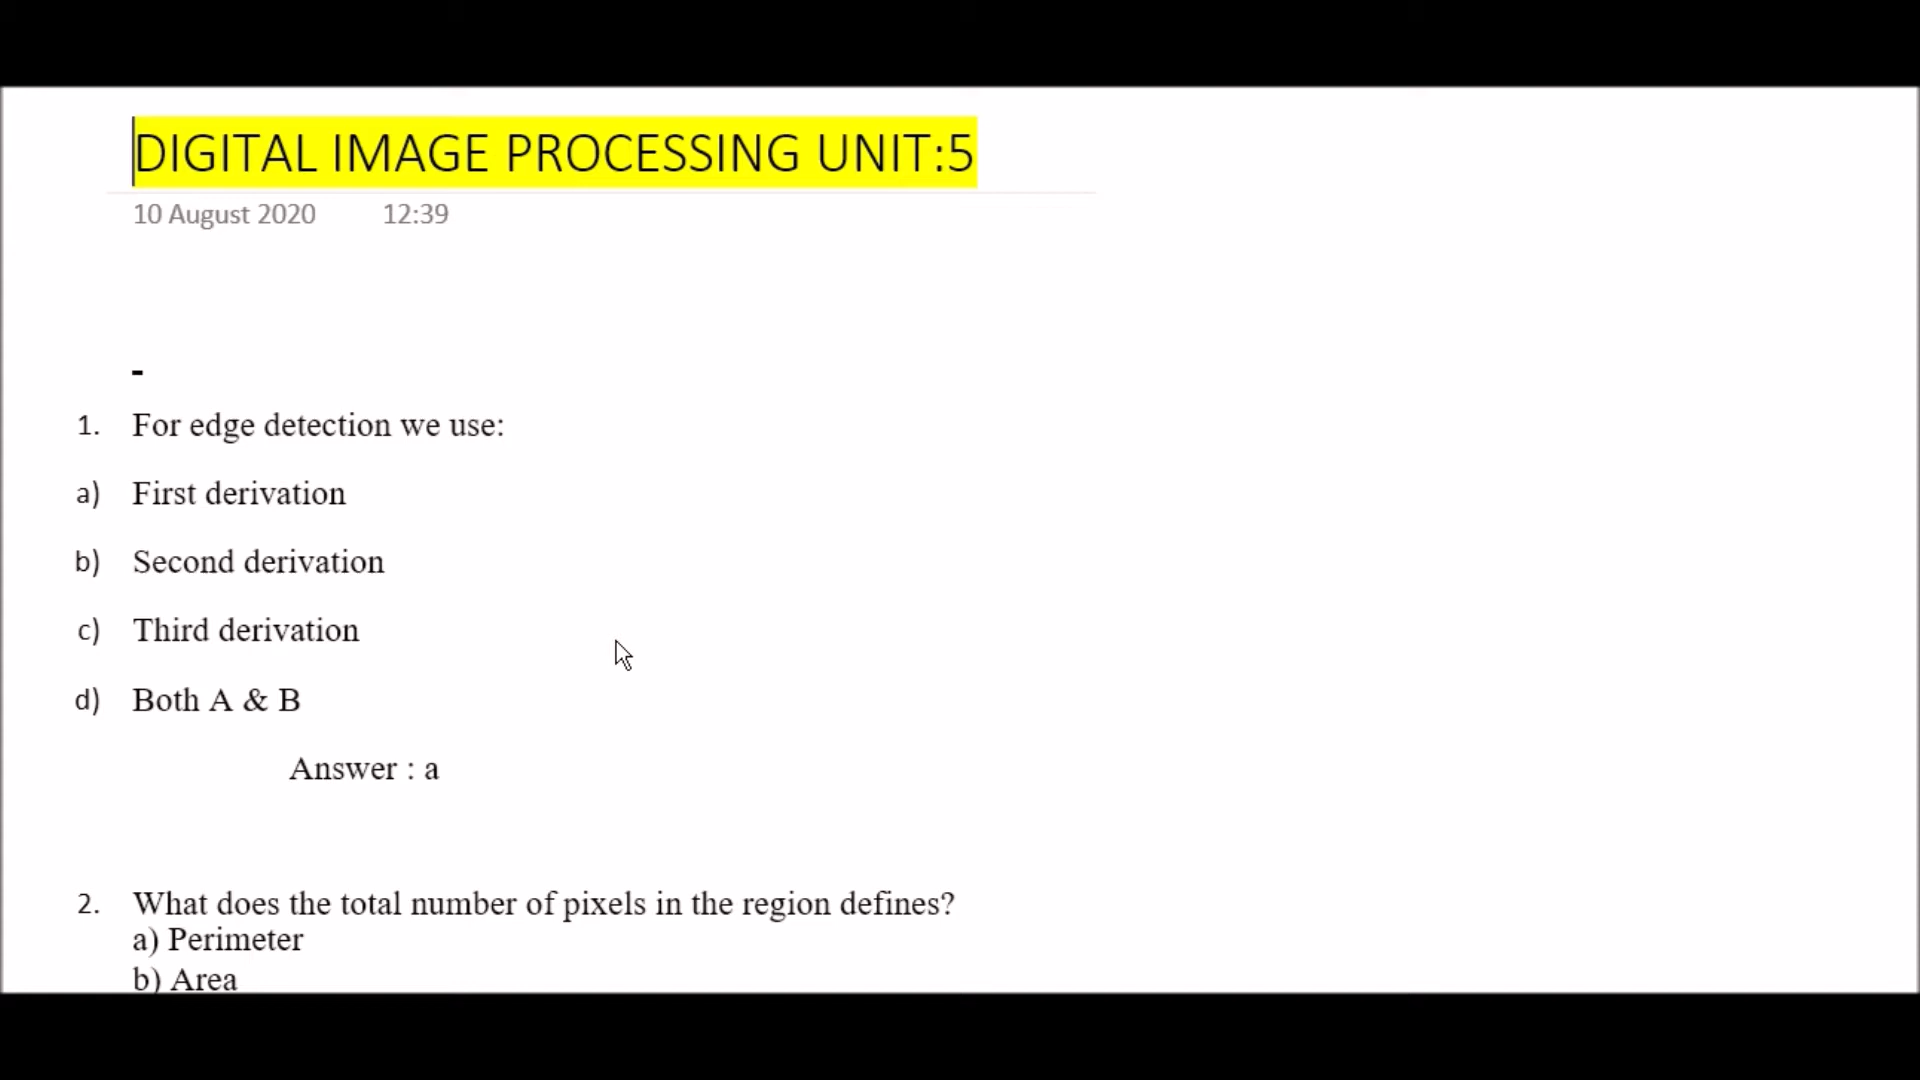 DIGITAL IMAGE PROCESSING UNIT:5
10 August 2020 12:39
-
1. For edge detection we use:
a) First derivation
b) Second derivation
c) Third derivation
d) Both A & B
Answer : a
2. What does the total number of pixels in the region defines?
a) Perimeter
b) Area